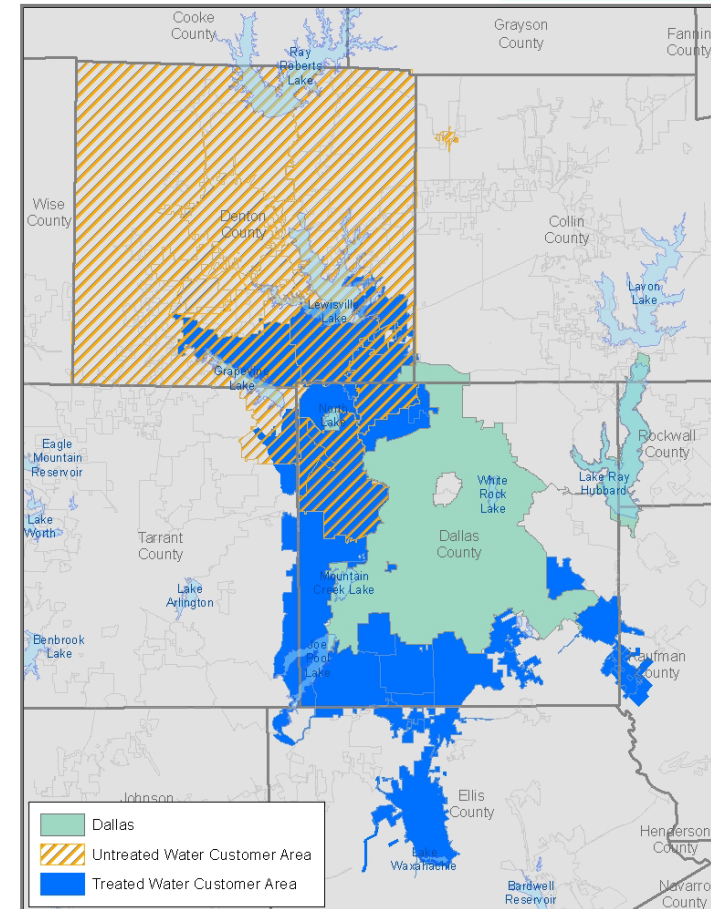 Cooke
County
Grayson
County
Fannin
County
Ray
Roberts
Lake
Wise
County
Denton
County
Collin
County
Lavon
Lake
Lewisville
Lake
Grapevine
Lake
North
Lake
Rockwall
County
Eagle
Mountain
Reservoir
White
Rock
Lake
Lake Ray
Hubbard
Lake
Worth
Tarrant
County
Dallas
County
Mountain
Creek Lake
Lake
Arlington
Benbrook
Lake
Joe
Pool
Lake
Kaufman
County
Johnson
Ellis
County
Henderson
County
Lake
Waxahachie
Bardwell
Reservoir
Navarro
County
Dallas
Untreated Water Customer Area
Treated Water Customer Area